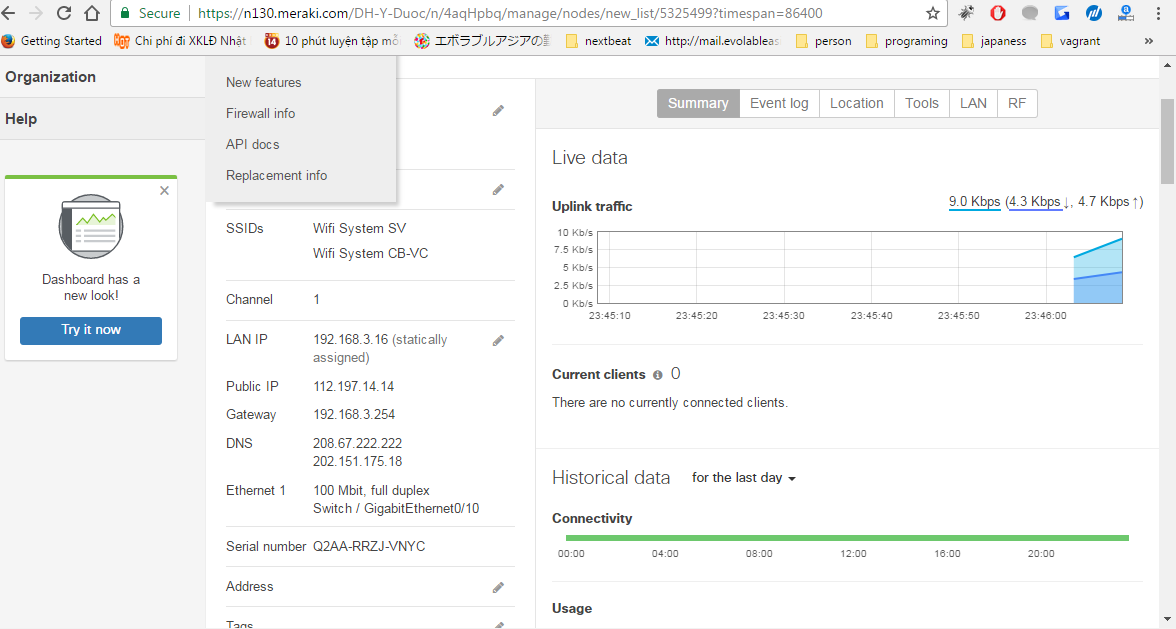 Secure
https://n130.meraki.com/DH-Y-Duoc/n/4aqHpbq/manage/nodes/new_list/5325499?timespan=86400
Getting Started
Chi phí đi XKLĐ Nhật
10 phút luyện tập mỗi
エボラブルアジアの
nextbeat
http://mail.evolablea
person
programing
japaness
vagrant
»
Organization
Help
New features
Firewall info
API docs
Replacement info
Dashboard has a
new look!
Try it now
SSIDs
Wifi System SV
Wifi System CB-VC
Channel
1
LAN IP
192.168.3.16 (statically
assigned)
Public IP
112.197.14.14
Gateway
192.168.3.254
DNS
208.67.222.222
202.151.175.18
Ethernet 1
100 Mbit, full duplex
Switch / GigabitEthernet0/10
Serial number
Q2AA-RRZJ-VNYC
Address
Tags
Summary
Event log
Location
Tools
LAN
RF
Live data
Uplink traffic
9.0 Kbps (4.3 Kbps↓, 4.7 Kbps↑)
10 Kb/s
7.5 Kb/s
5 Kb/s
2.5 Kb/s
0 Kb/s
23:45:10
23:45:20
23:45:30
23:45:40
23:45:50
23:46:00
Current clients
0
There are no currently connected clients.
Historical data
for the last day
Connectivity
00:00
04:00
08:00
12:00
16:00
20:00
Usage